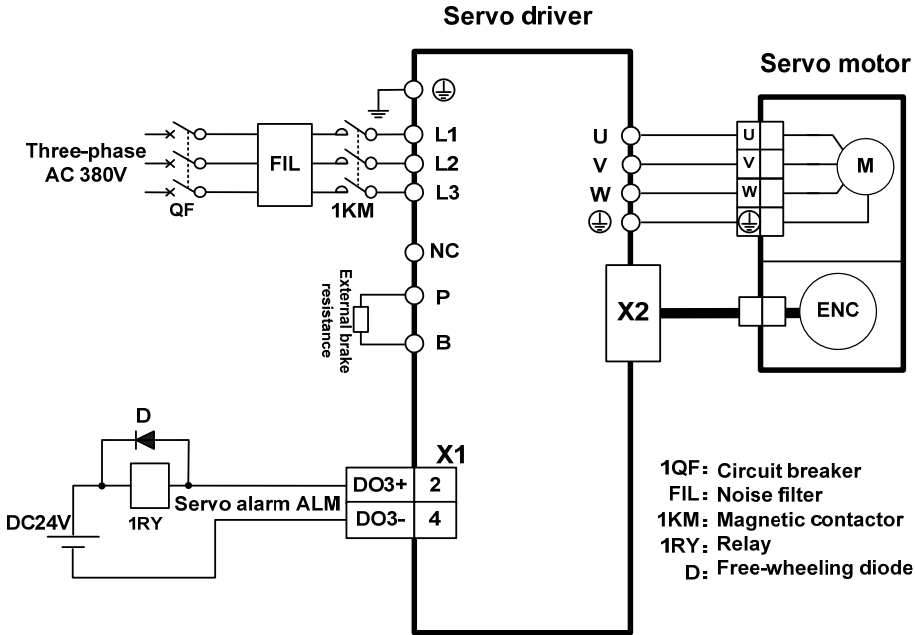 Servo driver
Servo motor
Three-phase
AC 380V
QF
FIL
1KM
L1
L2
L3
NC
P
B
External brake
resistance
U
V
W
U
V
W
M
X2
ENC
D
1RY
DC24V
Servo alarm ALM
X1
DO3+ 2
DO3- 4
1QF: Circuit breaker
FIL: Noise filter
1KM: Magnetic contactor
1RY: Relay
D: Free-wheeling diode